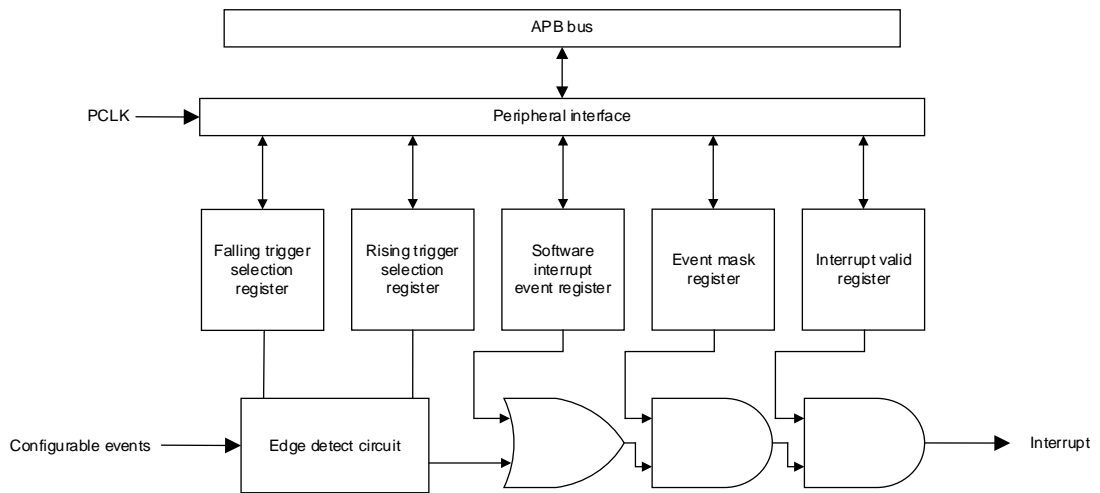 APB bus
PCLK
Peripheral interface
Falling trigger
selection
register
Rising trigger
selection
register
Software
interrupt
event register
Event mask
register
Interrupt valid
register
Configurable events
Edge detect circuit
Interrupt